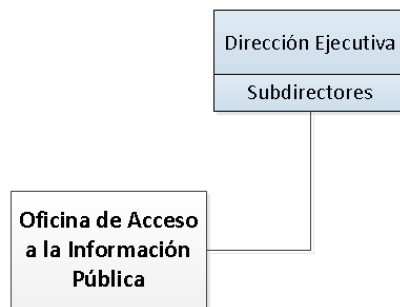 Dirección Ejecutiva
Subdirectores
Oficina de Acceso
a la Información
Pública